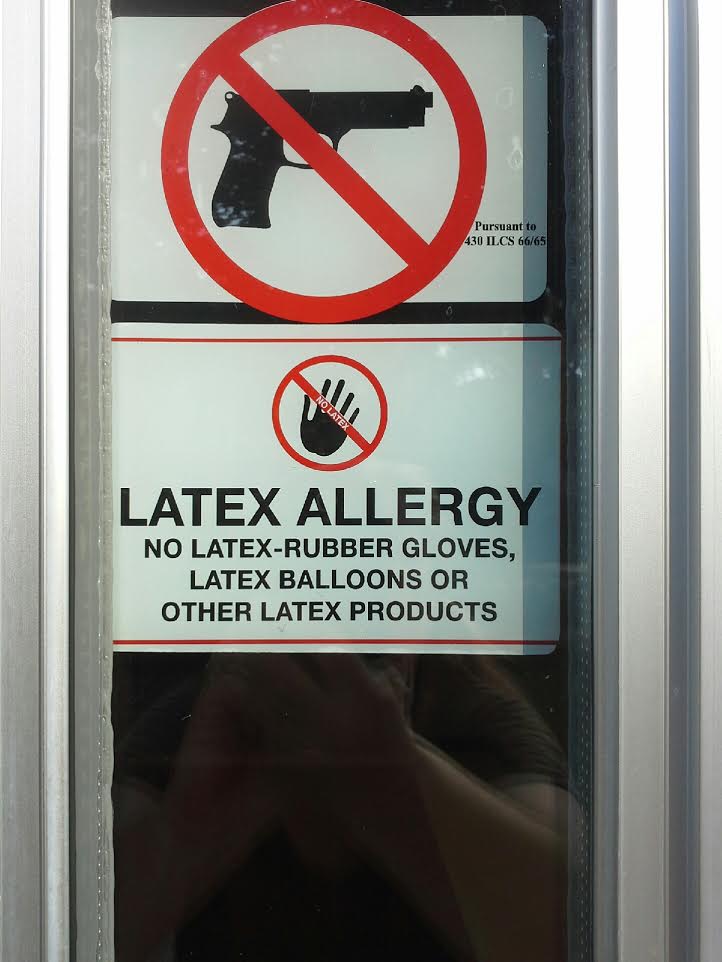 Pursuant to
430 ILCS 66/65
NO LATEX
LATEX ALLERGY
NO LATEX-RUBBER GLOVES,
LATEX BALLOONS OR
OTHER LATEX PRODUCTS